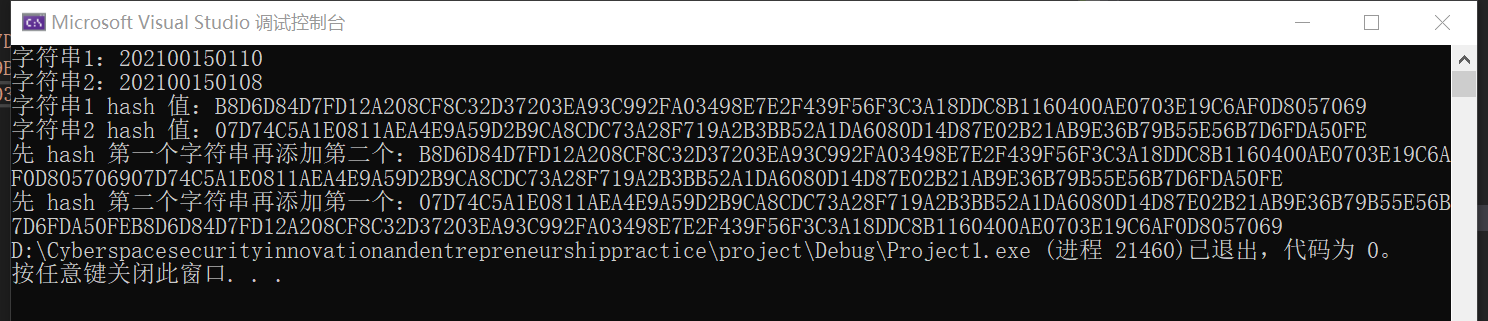 Microsoft Visual Studio 调试控制台
字符串1：202100150110
字符串2：202100150108
字符串1 hash 值：B8D6D84D7FD12A208CF8C32D37203EA93C992FA03498E7E2F439F56F3C3A18DDC8B1160400AE0703E19C6AF0D8057069
字符串2 hash 值：07D74C5A1E0811AEA4E9A59D2B9CA8CDC73A28F719A2B3BB52A1DA6080D14D87E02B21AB9E36B79B55E56B7D6FDA50FE
先 hash 第一个字符串再添加第二个：B8D6D84D7FD12A208CF8C32D37203EA93C992FA03498E7E2F439F56F3C3A18DDC8B1160400AE0703E19C6A
F0D805706907D74C5A1E0811AEA4E9A59D2B9CA8CDC73A28F719A2B3BB52A1DA6080D14D87E02B21AB9E36B79B55E56B7D6FDA50FE
先 hash 第二个字符串再添加第一个：07D74C5A1E0811AEA4E9A59D2B9CA8CDC73A28F719A2B3BB52A1DA6080D14D87E02B21AB9E36B79B55E56B
7D6FDA50FEB8D6D84D7FD12A208CF8C32D37203EA93C992FA03498E7E2F439F56F3C3A18DDC8B1160400AE0703E19C6AF0D8057069
D:\Cyberspacesecurityinnovationandentrepreneurshippractice\project\Debug\Project1.exe (进程 21460)已退出，代码为 0。
按任意键关闭此窗口. . .